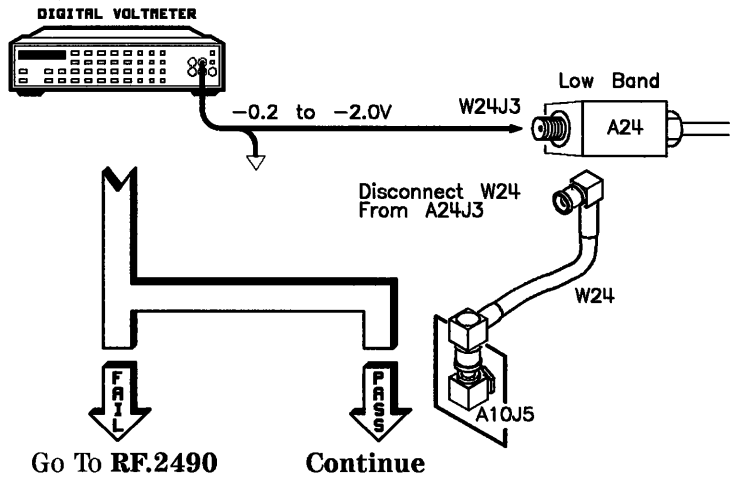 DIGITAL VOLTMETER
Low Band
-0.2 to -2.0V
W24J3
A24
Disconnect W24
From A24J3
W24
A10J5
FAIL
PASS
Go To RF.2490
Continue